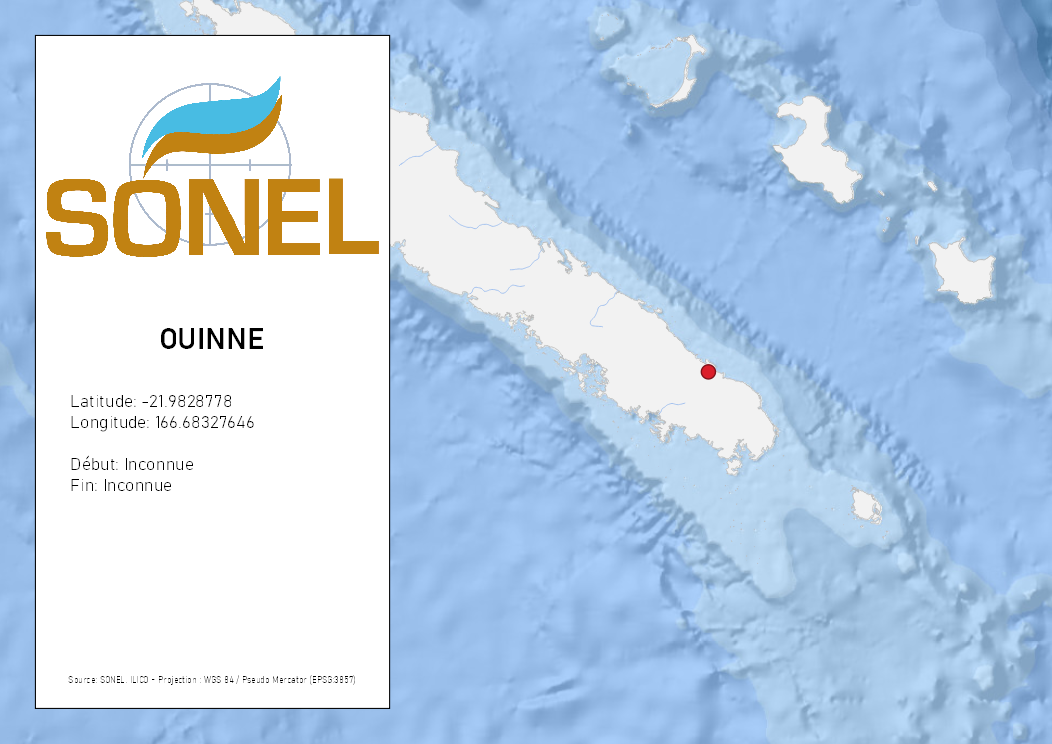 SONEL
OUINNE
Latitude: -21.9828778
Longitude: 166.68327646
Début: Inconnue
Fin: Inconnue
Source: SONEL, ILICO - Projection : WGS 84 / Pseudo Mercator (EPSG:3857)